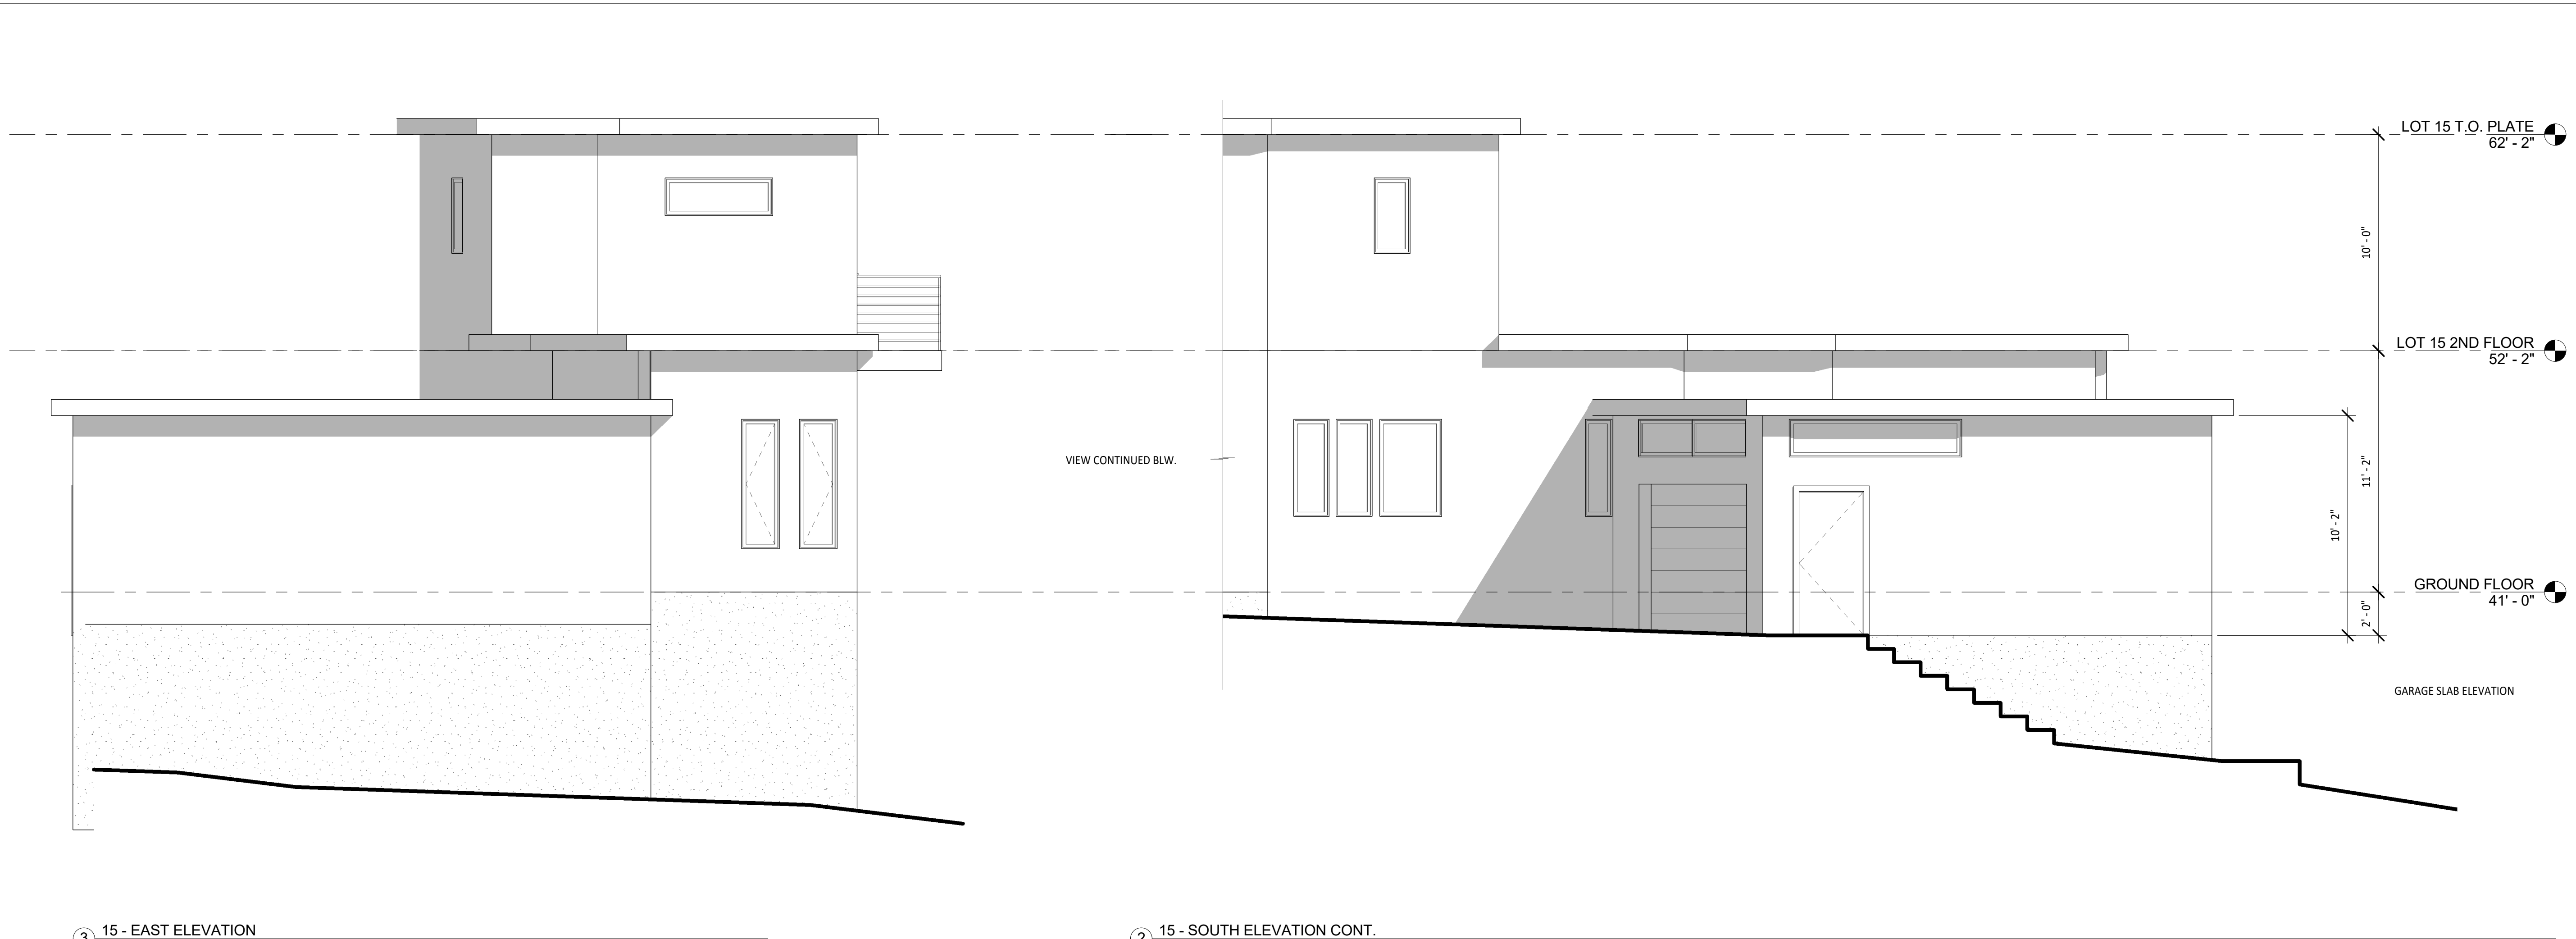 LOT 15 T.O. PLATE
62' - 2"
10' - 0"
LOT 15 2ND FLOOR
52' - 2"
VIEW CONTINUED BLW.
11' - 2"
10' - 2"
GROUND FLOOR
41' - 0"
2' - 0"
GARAGE SLAB ELEVATION
3 15 - EAST ELEVATION
2 15 - SOUTH ELEVATION CONT.